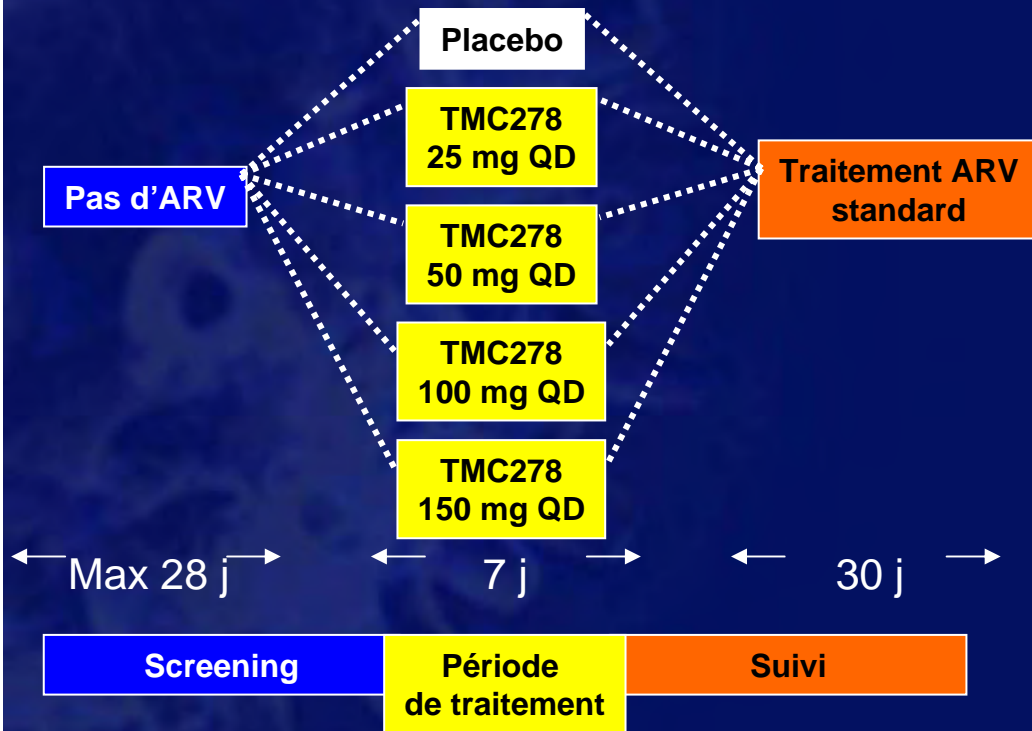 Placebo
TMC278
25 mg QD
Pas d'ARV
Traitement ARV
standard
TMC278
50 mg QD
TMC278
100 mg QD
TMC278
150 mg QD
Max 28 j
7 j
30 j
Screening
Période
de traitement
Suivi